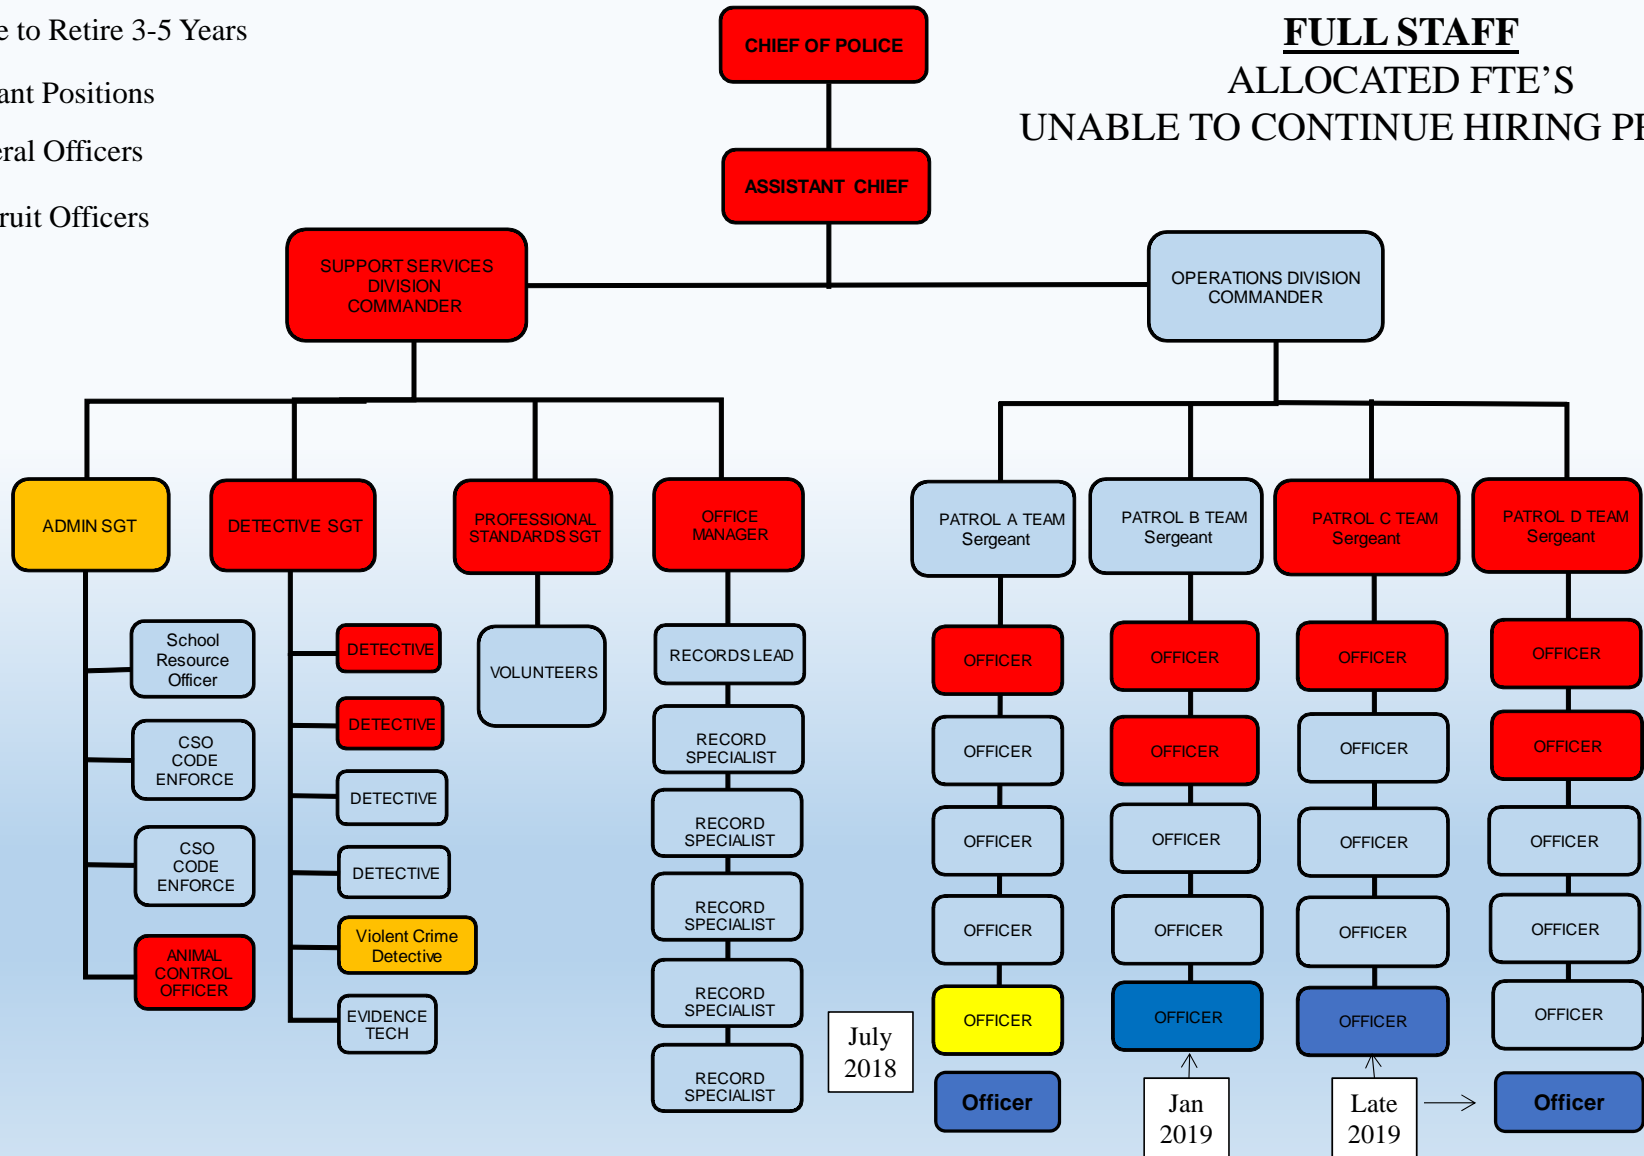 e to Retire 3-5 Years
ant Positions
eral Officers
ruit Officers
FULL STAFF
ALLOCATED FTE'S
UNABLE TO CONTINUE HIRING
CHIEF OF POLICE
ASSISTANT CHIEF
SUPPORT SERVICES
DIVISION
COMMANDER
OPERATIONS DIVISION
COMMANDER
ADMIN SGT
DETECTIVE SGT
PROFESSIONAL
STANDARDS SGT
OFFICE
MANAGER
PATROL A TEAM
Sergeant
PATROL B TEAM
Sergeant
PATROL C TEAM
Sergeant
PATROL D TEAM
Sergeant
School
Resource
Officer
CSO
CODE
ENFORCE
CSO
CODE
ENFORCE
ANIMAL
CONTROL
OFFICER
DETECTIVE
DETECTIVE
DETECTIVE
DETECTIVE
Violent Crime
Detective
EVIDENCE
TECH
VOLUNTEERS
RECORDS LEAD
RECORD
SPECIALIST
RECORD
SPECIALIST
RECORD
SPECIALIST
RECORD
SPECIALIST
RECORD
SPECIALIST
OFFICER
OFFICER
OFFICER
OFFICER
OFFICER
Officer
July
2018
OFFICER
OFFICER
OFFICER
OFFICER
OFFICER
Jan
2019
OFFICER
OFFICER
OFFICER
OFFICER
OFFICER
Late
2019
OFFICER
OFFICER
OFFICER
OFFICER
OFFICER
Officer